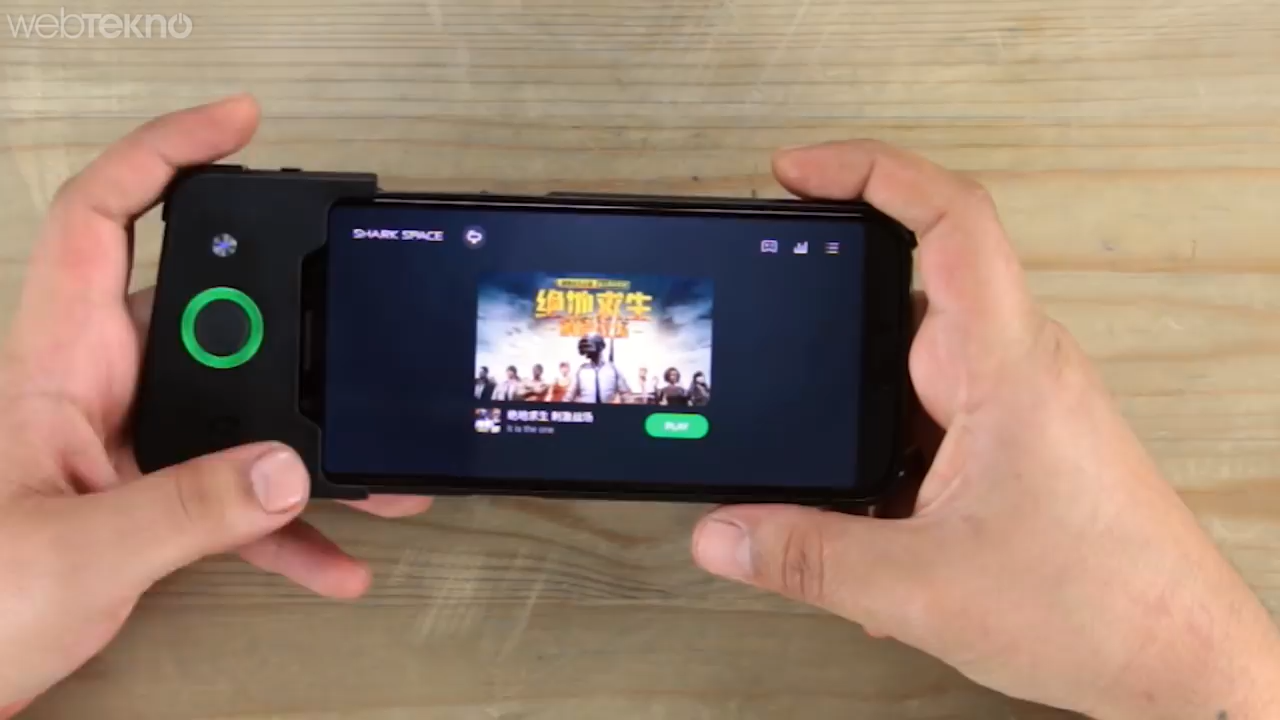 webtekno
SHARK SPACE
绝地求生
绝地求生 刺激战场
It is the one
PLAY